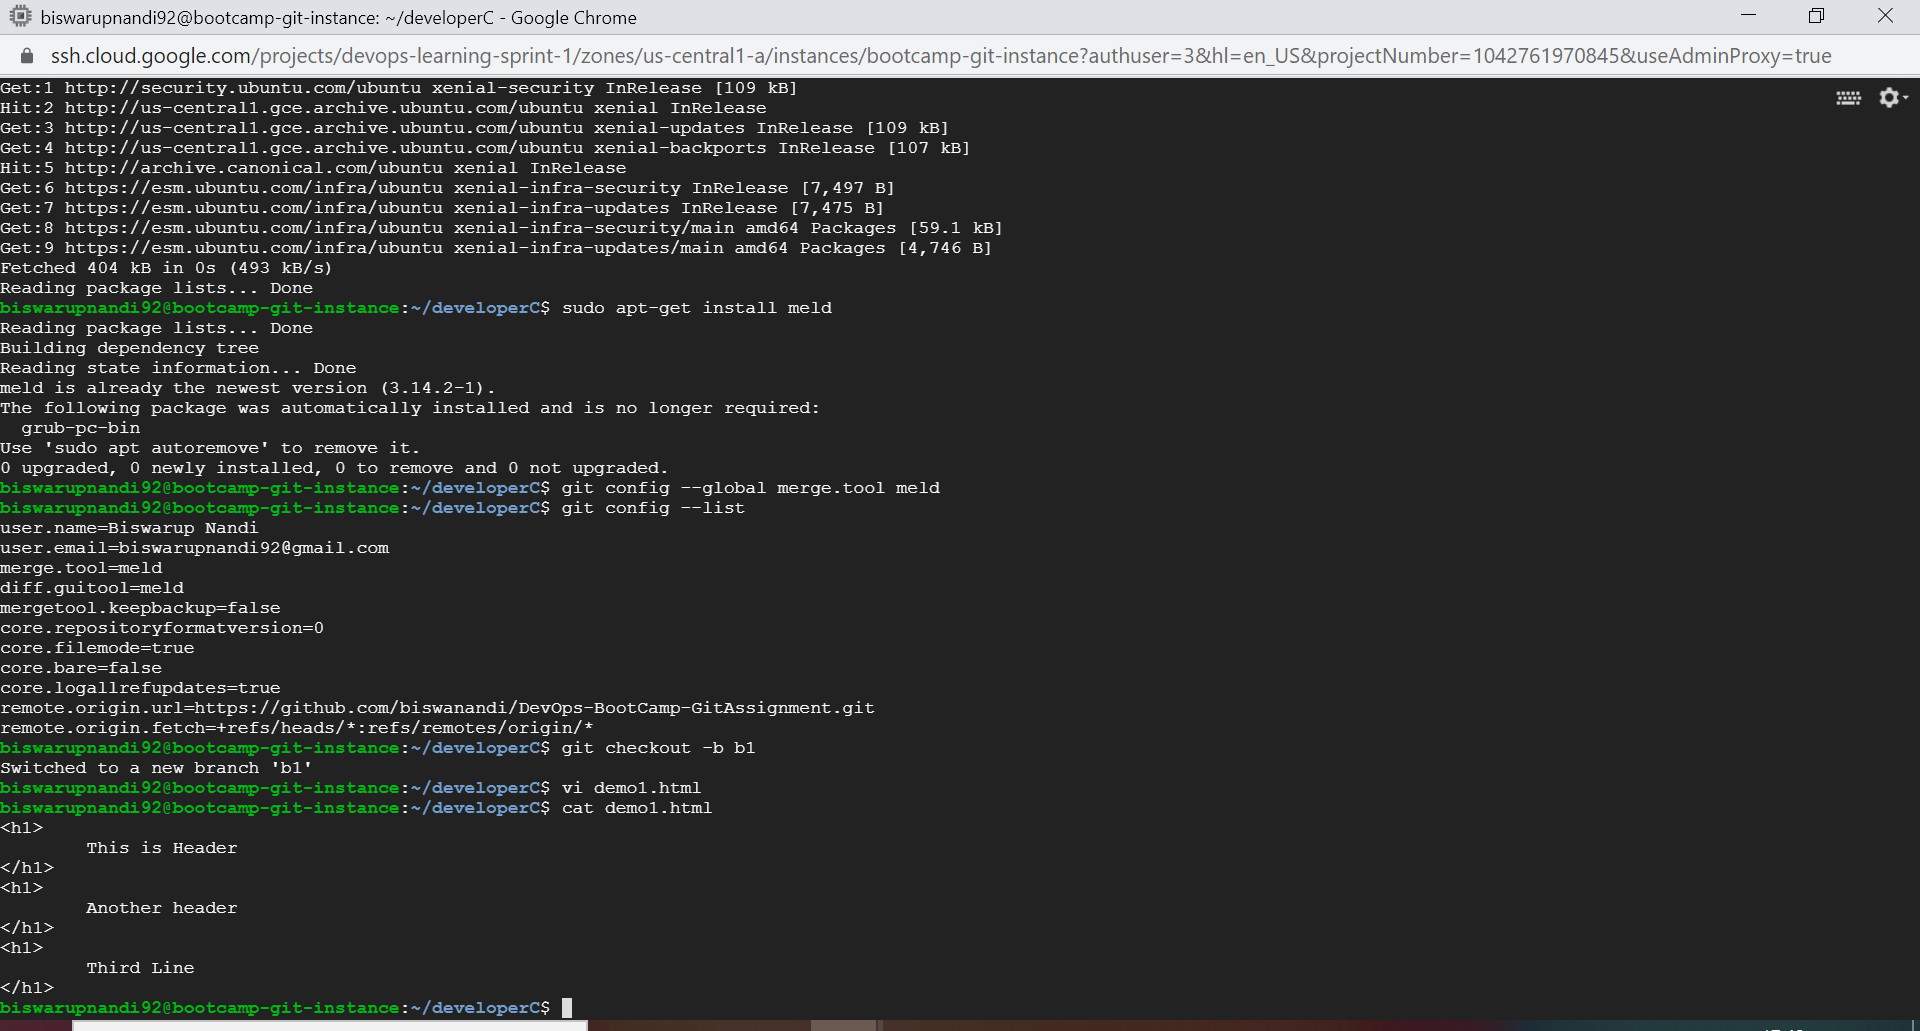 biswarupnandi92@bootcamp-git-instance: ~/developerC - Google Chrome
ssh.cloud.google.com/projects/devops-learning-sprint-1/zones/us-central1-a/instances/bootcamp-git-instance?authuser=3&hl=en_US&projectNumber=1042761970845&useAdminProxy=true
Get:1 http://security.ubuntu.com/ubuntu xenial-security InRelease [109 kB]
Hit:2 http://us-central1.gce.archive.ubuntu.com/ubuntu xenial InRelease
Get:3 http://us-central1.gce.archive.ubuntu.com/ubuntu xenial-updates InRelease [109 kB]
Get:4 http://us-central1.gce.archive.ubuntu.com/ubuntu xenial-backports InRelease [107 kB]
Hit:5 http://archive.canonical.com/ubuntu xenial InRelease
Get:6 https://esm.ubuntu.com/infra/ubuntu xenial-infra-security InRelease [7,497 B]
Get:7 https://esm.ubuntu.com/infra/ubuntu xenial-infra-updates InRelease [7,475 B]
Get:8 https://esm.ubuntu.com/infra/ubuntu xenial-infra-security/main amd64 Packages [59.1 kB]
Get:9 https://esm.ubuntu.com/infra/ubuntu xenial-infra-updates/main amd64 Packages [4,746 B]
Fetched 404 kB in 0s (493 kB/s)
Reading package lists... Done
biswarupnandi92@bootcamp-git-instance:~/developerC$ sudo apt-get install meld
Reading package lists... Done
Building dependency tree
Reading state information... Done
meld is already the newest version (3.14.2-1).
The following package was automatically installed and is no longer required:
  grub-pc-bin
Use 'sudo apt autoremove' to remove it.
0 upgraded, 0 newly installed, 0 to remove and 0 not upgraded.
biswarupnandi92@bootcamp-git-instance:~/developerC$ git config --global merge.tool meld
biswarupnandi92@bootcamp-git-instance:~/developerC$ git config --list
user.name=Biswarup Nandi
user.email=biswarupnandi92@gmail.com
merge.tool=meld
diff.guitool=meld
mergetool.keepbackup=false
core.repositoryformatversion=0
core.filemode=true
core.bare=false
core.logallrefupdates=true
remote.origin.url=https://github.com/biswanandi/DevOps-BootCamp-GitAssignment.git
remote.origin.fetch=+refs/heads/*:refs/remotes/origin/*
biswarupnandi92@bootcamp-git-instance:~/developerC$ git checkout -b b1
Switched to a new branch 'b1'
biswarupnandi92@bootcamp-git-instance:~/developerC$ vi demo1.html
biswarupnandi92@bootcamp-git-instance:~/developerC$ cat demo1.html
<h1>
        This is Header
</h1>
<h1>
        Another header
</h1>
<h1>
        Third Line
</h1>
biswarupnandi92@bootcamp-git-instance:~/developerC$